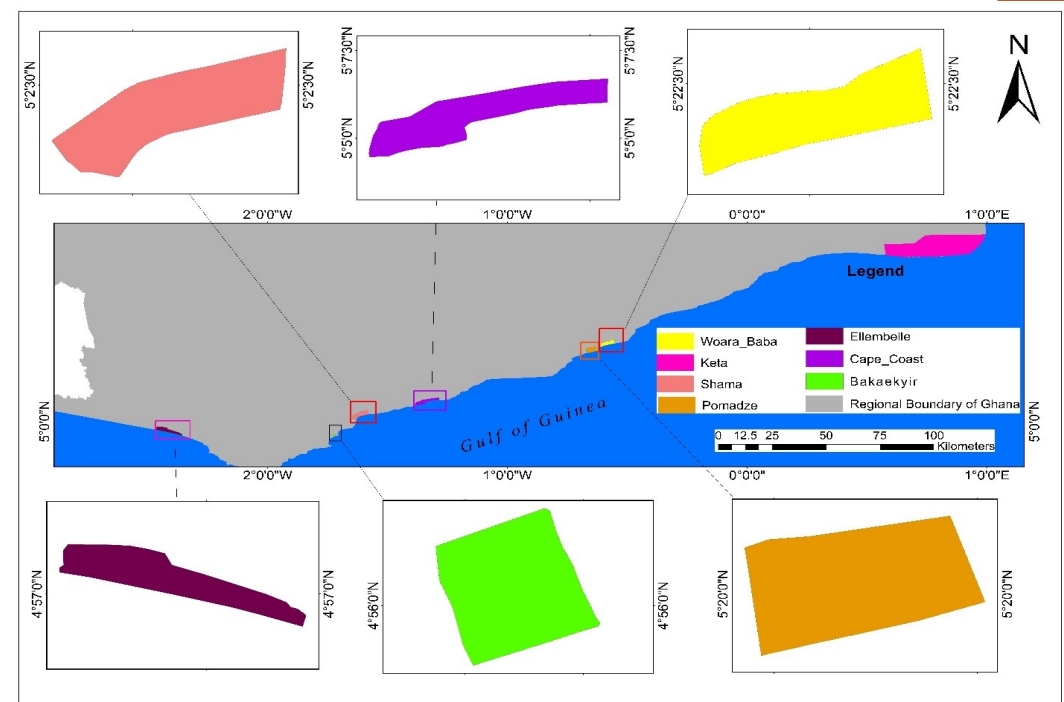 N
5°2'30"N
5°2'30"N
5°7'30"N
5°7'30"N
5°5'0"N
5°5'0"N
5°22'30"N
5°22'30"N
2°0'0"W
1°0'0"W
0°0'0"
1°0'0"E
Legend
Woara_Baba
Keta
Shama
Pomadze
Ellembelle
Cape_Coast
Bakaekyir
Regional Boundary of Ghana
Gulf of Guinea
5°0'0"N
5°0'0"N
0 12.5 25 50 75 100
Kilometers
2°0'0"W
1°0'0"W
0°0'0"
1°0'0"E
4°57'0"N
4°57'0"N
4°56'0"N
4°56'0"N
5°20'0"N
5°20'0"N